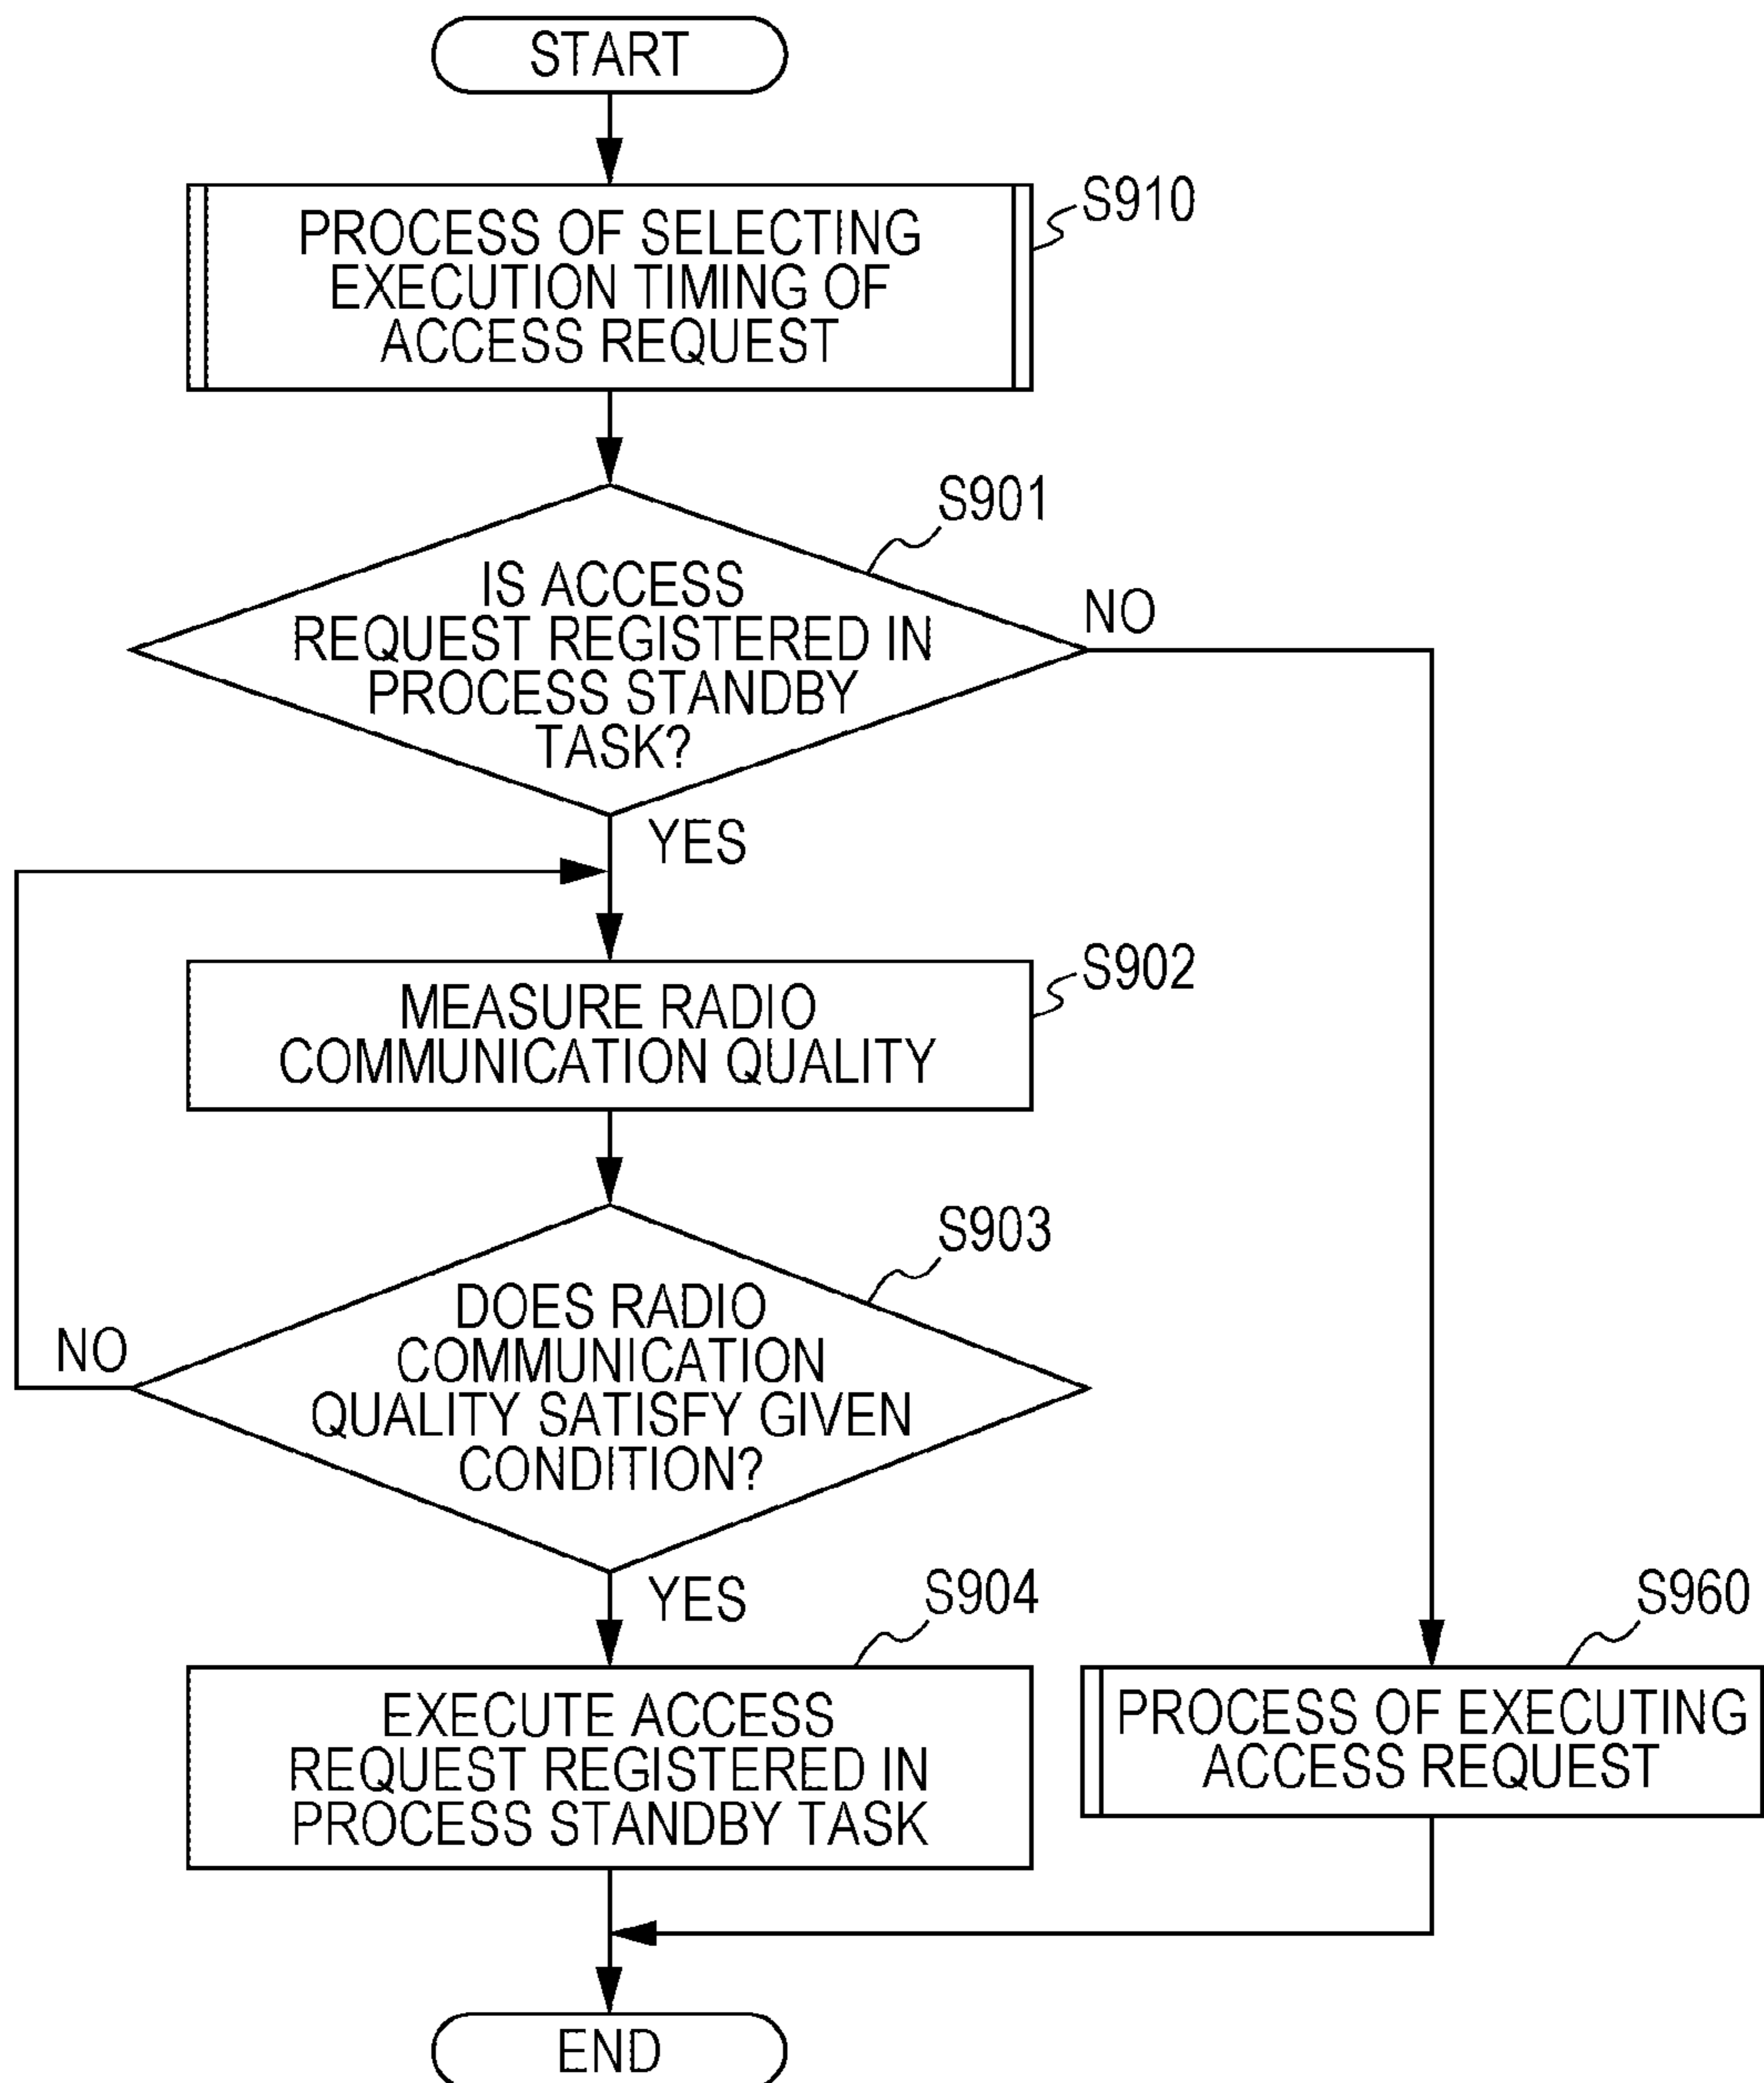 START
S910
PROCESS OF SELECTING
EXECUTION TIMING OF
ACCESS REQUEST
S901
IS ACCESS
REQUEST REGISTERED IN
PROCESS STANDBY
TASK?
NO
YES
S902
MEASURE RADIO
COMMUNICATION QUALITY
S903
DOES RADIO
COMMUNICATION
QUALITY SATISFY GIVEN
CONDITION?
NO
YES
S904
EXECUTE ACCESS
REQUEST REGISTERED IN
PROCESS STANDBY TASK
S960
PROCESS OF EXECUTING
ACCESS REQUEST
END